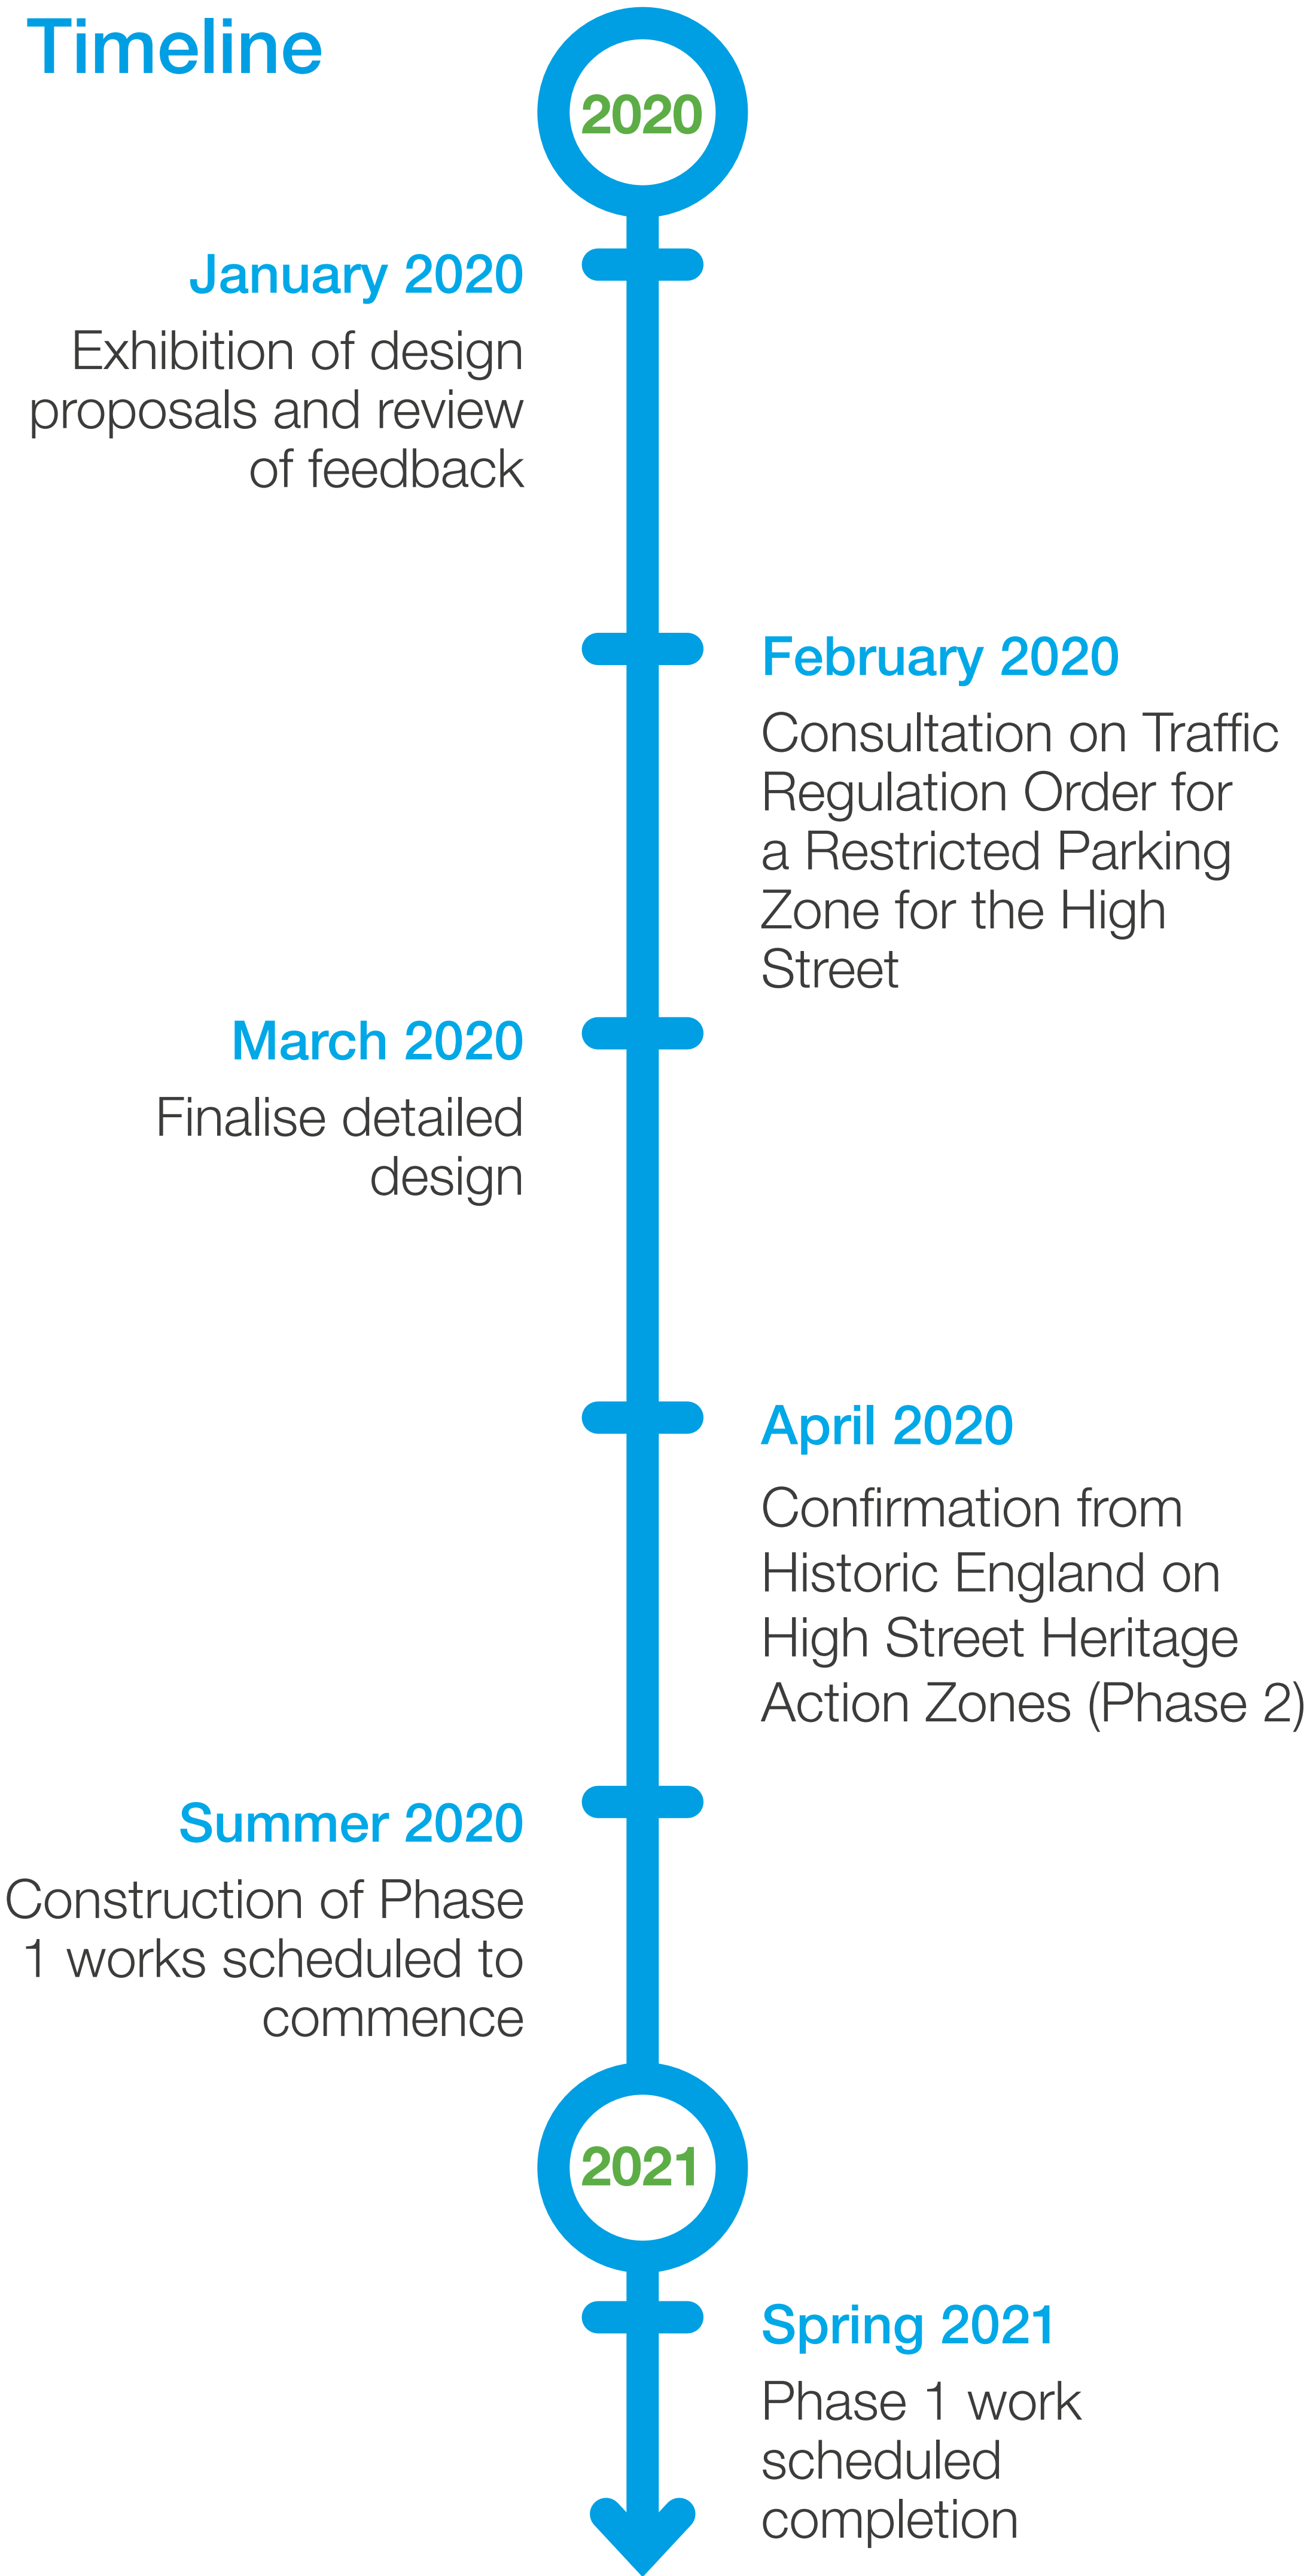 Timeline
2020
January 2020
Exhibition of design
proposals and review
of feedback
February 2020
Consultation on Traffic
Regulation Order for
a Restricted Parking
Zone for the High
Street
March 2020
Finalise detailed
design
April 2020
Confirmation from
Historic England on
High Street Heritage
Action Zones (Phase 2)
Summer 2020
Construction of Phase
1 works scheduled to
commence
2021
Spring 2021
Phase 1 work
scheduled
completion